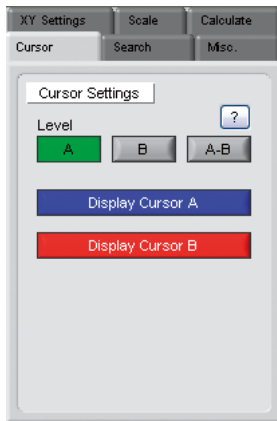 XY Settings Scale Calculate
Cursor Search Misc.
Cursor Settings
?
Level
A B A-B
Display Cursor A
Display Cursor B